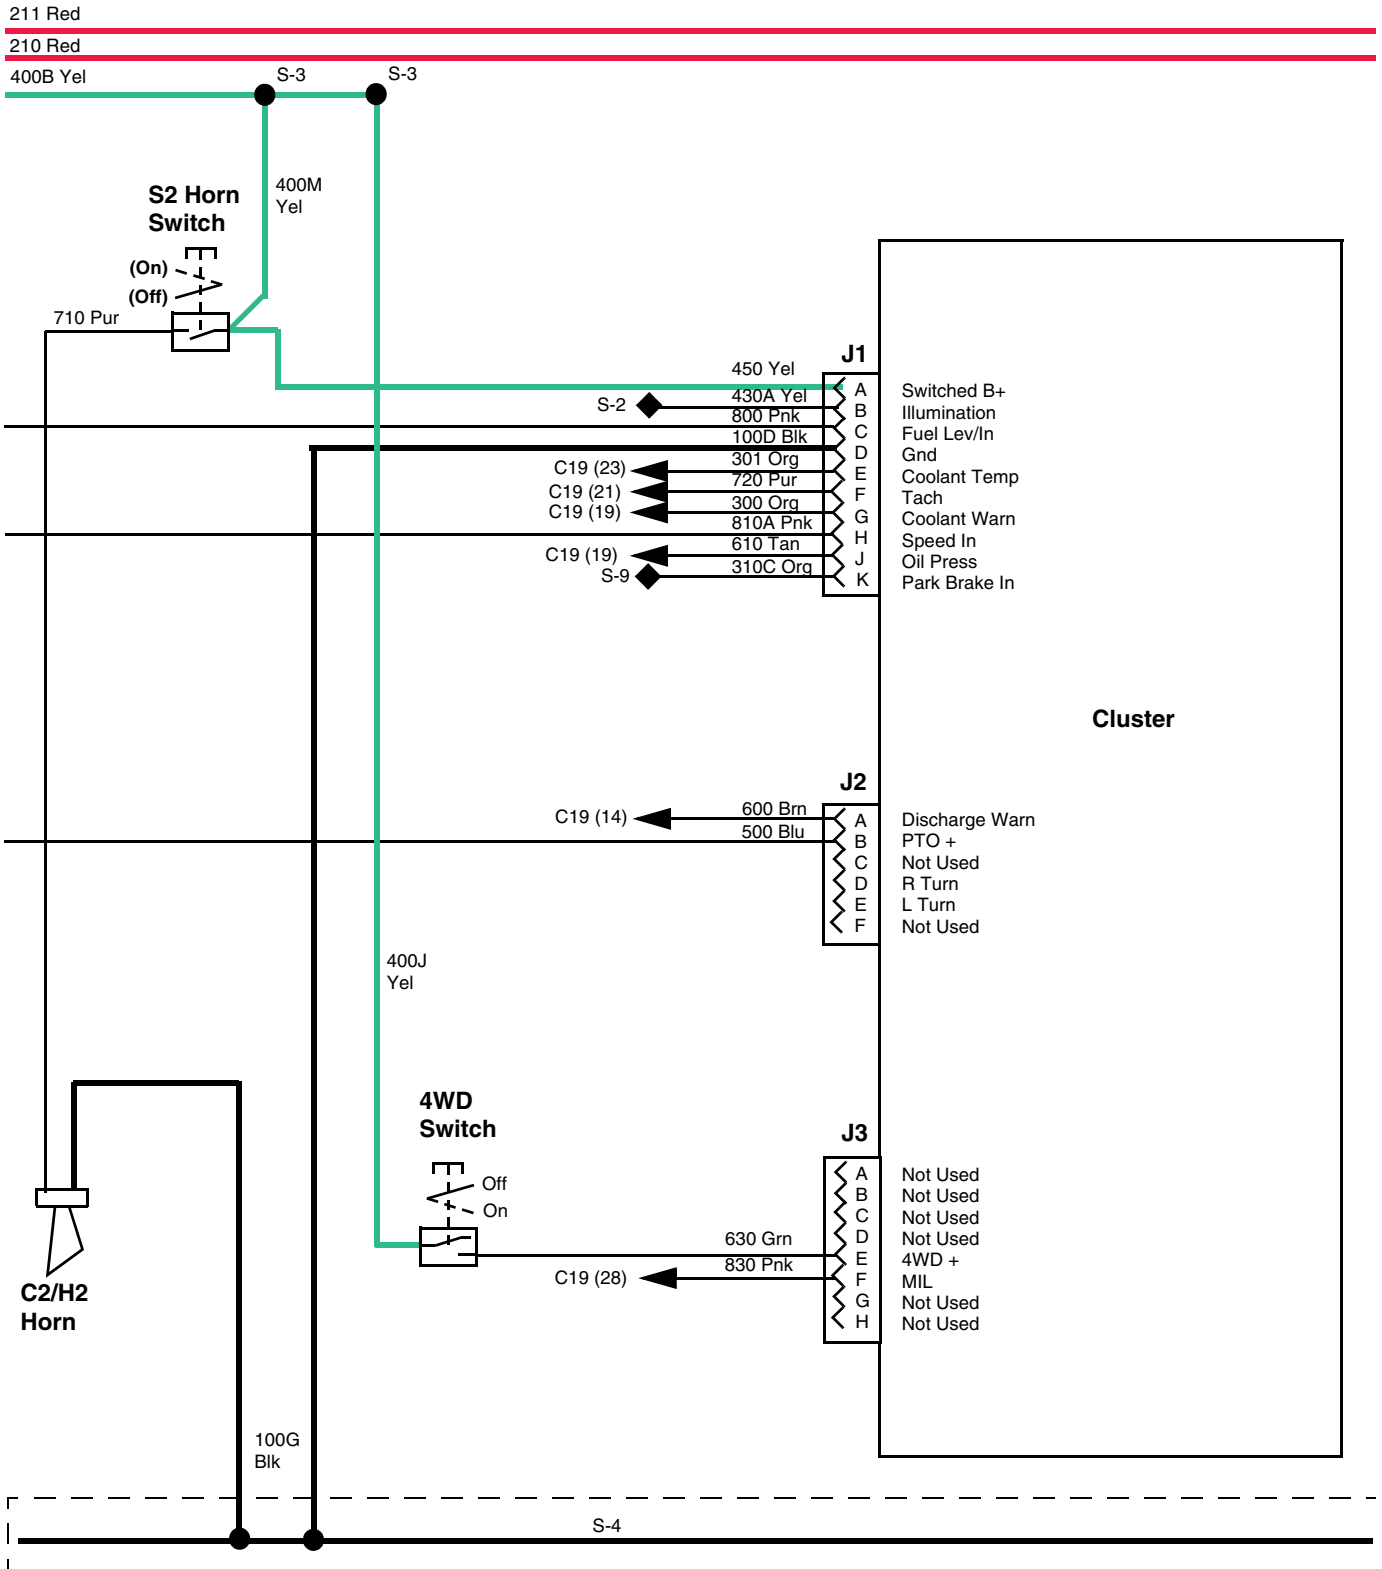 211 Red
210 Red
400B Yel
S-3
S-3
400M
Yel
S2 Horn
Switch
(On)
(Off)
710 Pur
J1
450 Yel
A
Switched B+
S-2
430A Yel
B
Illumination
800 Pnk
C
Fuel Lev/In
100D Blk
D
Gnd
C19 (23)
301 Org
E
Coolant Temp
C19 (21)
720 Pur
F
Tach
C19 (19)
300 Org
G
Coolant Warn
810A Pnk
H
Speed In
C19 (19)
610 Tan
J
Oil Press
S-9
310C Org
K
Park Brake In
Cluster
J2
C19 (14)
600 Brn
A
Discharge Warn
500 Blu
B
PTO +
C
Not Used
D
R Turn
E
L Turn
F
Not Used
400J
Yel
4WD
Switch
Off
On
J3
A
Not Used
B
Not Used
C
Not Used
D
Not Used
630 Grn
E
4WD +
C19 (28)
830 Pnk
F
MIL
G
Not Used
H
Not Used
C2/H2
Horn
100G
Blk
S-4